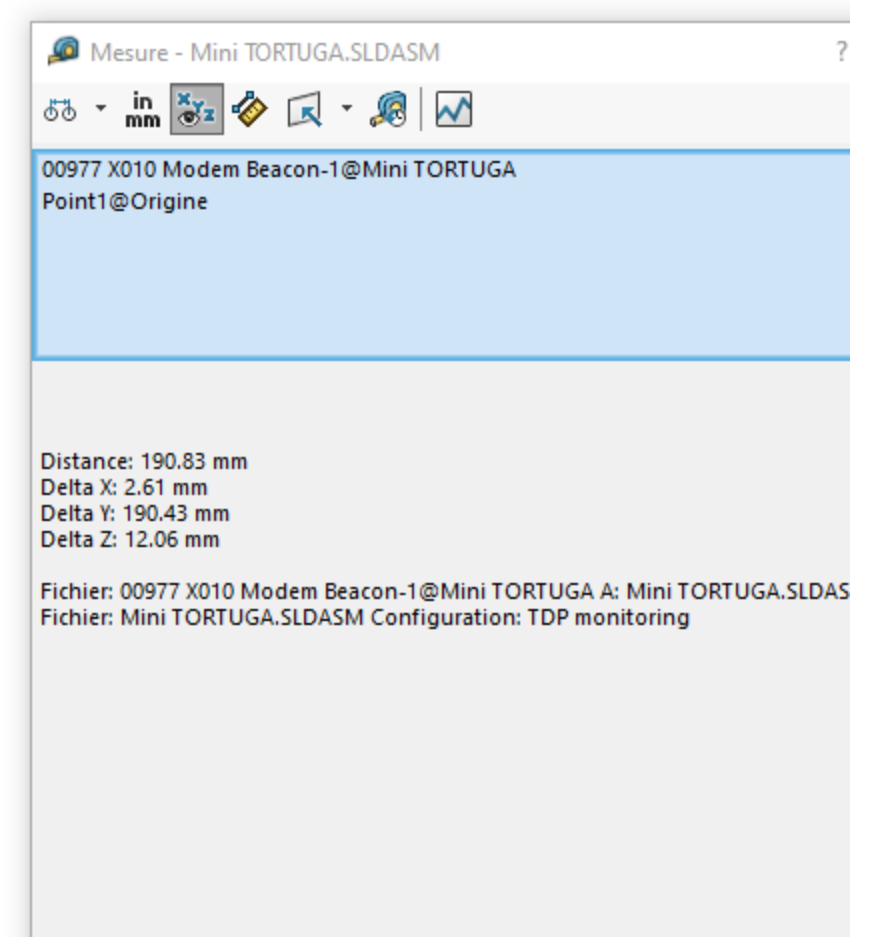 Mesure - Mini TORTUGA.SLDASM
?
in
mm
XYZ
00977 X010 Modem Beacon-1@Mini TORTUGA
Point1@Origine
Distance: 190.83 mm
Delta X: 2.61 mm
Delta Y: 190.43 mm
Delta Z: 12.06 mm
Fichier: 00977 X010 Modem Beacon-1@Mini TORTUGA A: Mini TORTUGA.SLDAS
Fichier: Mini TORTUGA.SLDASM Configuration: TDP monitoring